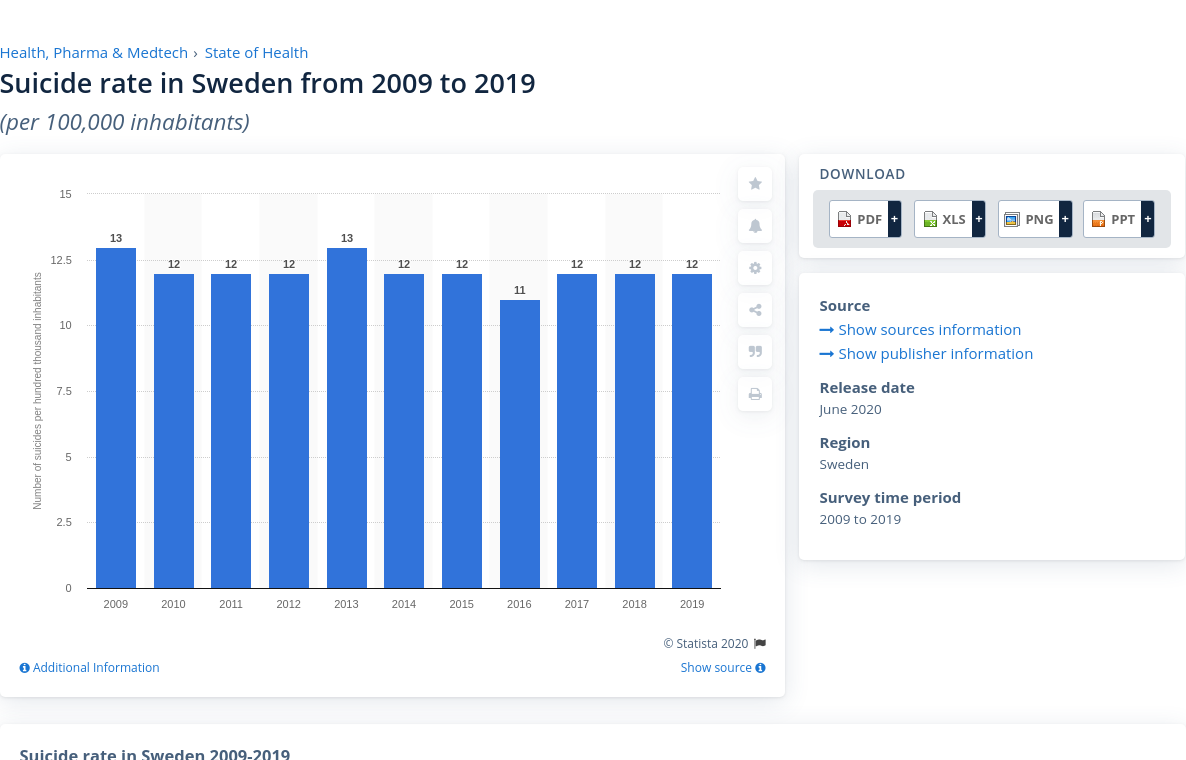 Health, Pharma & Medtech › State of Health
Suicide rate in Sweden from 2009 to 2019
(per 100,000 inhabitants)
DOWNLOAD
PDF + XLS + PNG + PPT +
Source
Show sources information
Show publisher information
Release date
June 2020
Region
Sweden
Survey time period
2009 to 2019
Number of suicides per hundred thousand inhabitants
15
12.5
10
7.5
5
2.5
0
13 12 12 12 13 12 12 11 12 12 12
2009 2010 2011 2012 2013 2014 2015 2016 2017 2018 2019
© Statista 2020
Additional Information
Show source
Suicide rate in Sweden 2009-2019